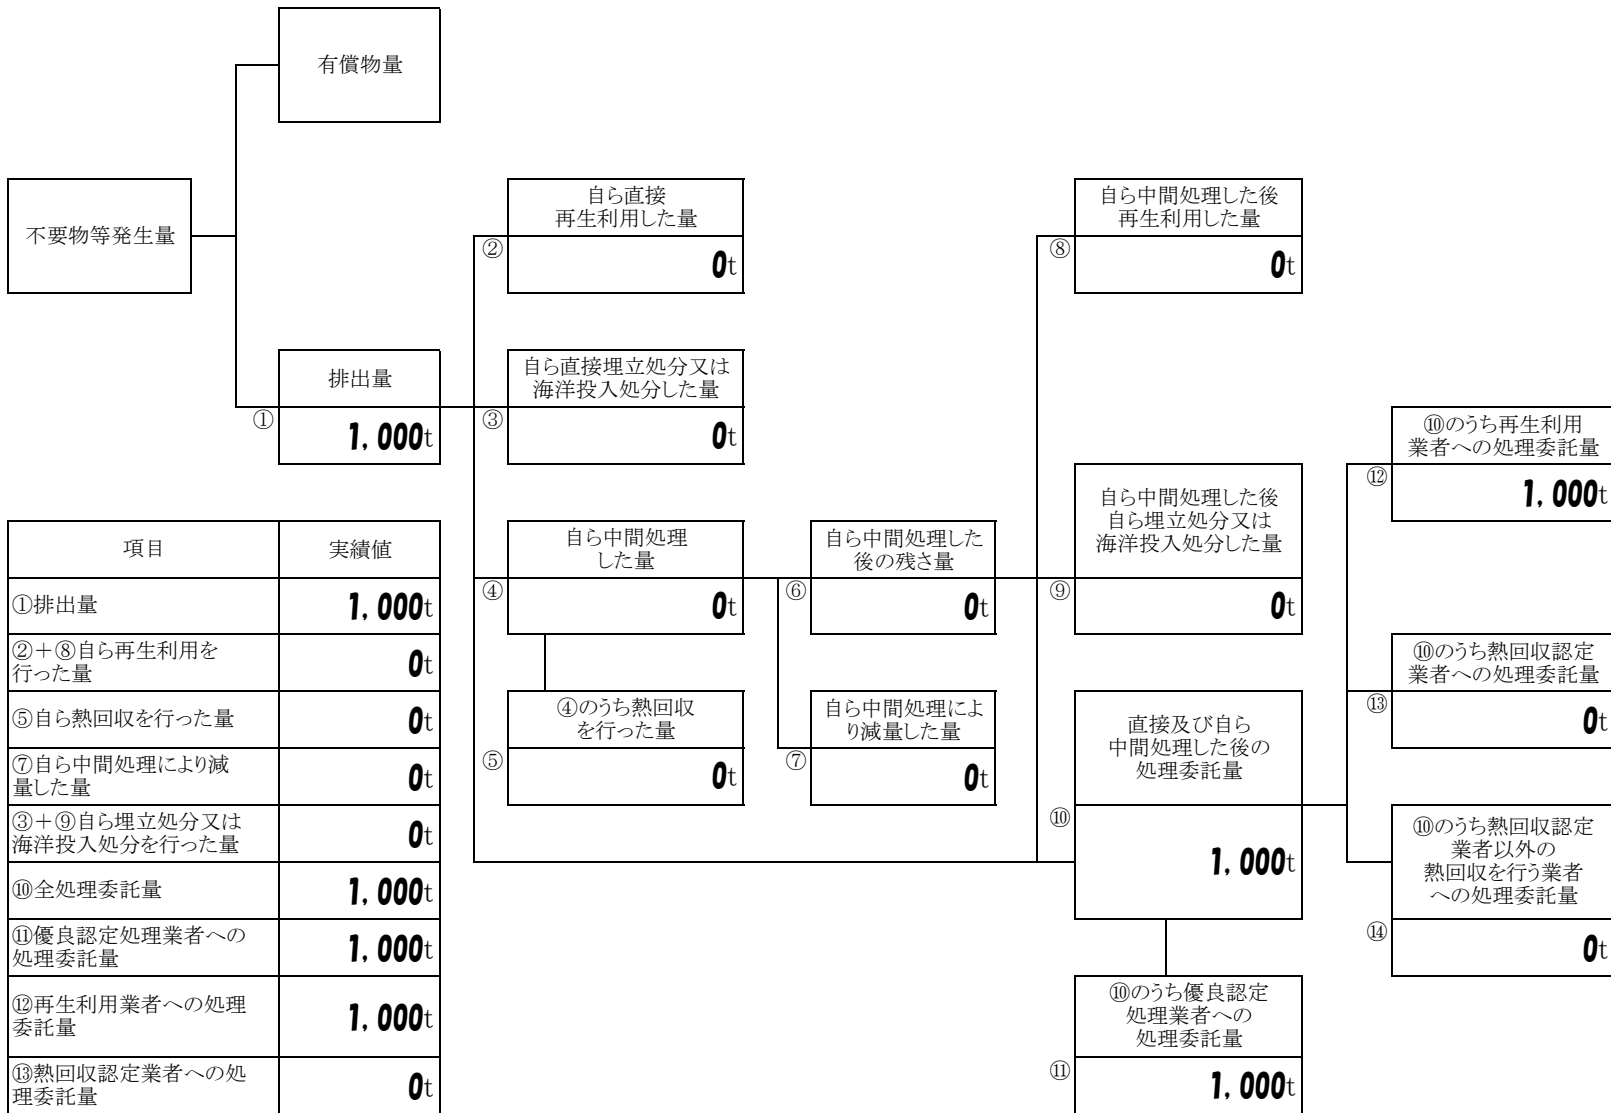 有償物量
不要物等発生量
自ら直接
再生利用した量
②
0t
自ら中間処理した後
再生利用した量
⑧
0t
排出量
①
1,000t
自ら直接埋立処分又は
海洋投入処分した量
③
0t
⑩のうち再生利用
業者への処理委託量
⑫
1,000t
自ら中間処理
した量
④
0t
自ら中間処理した
後の残さ量
⑥
0t
自ら中間処理した後
自ら埋立処分又は
海洋投入処分した量
⑨
0t
⑩のうち熱回収認定
業者への処理委託量
⑬
0t
④のうち熱回収
を行った量
⑤
0t
自ら中間処理によ
り減量した量
⑦
0t
直接及び自ら
中間処理した後の
処理委託量
⑩
1,000t
⑩のうち熱回収認定
業者以外の
熱回収を行う業者
への処理委託量
⑭
0t
⑩のうち優良認定
処理業者への
処理委託量
⑪
1,000t
項目 実績値
①排出量 1,000t
②+⑧自ら再生利用を
行った量 0t
⑤自ら熱回収を行った量 0t
⑦自ら中間処理により減
量した量 0t
③+⑨自ら埋立処分又は
海洋投入処分を行った量 0t
⑩全処理委託量 1,000t
⑪優良認定処理業者への
処理委託量 1,000t
⑫再生利用業者への処理
委託量 1,000t
⑬熱回収認定業者への処
理委託量 0t